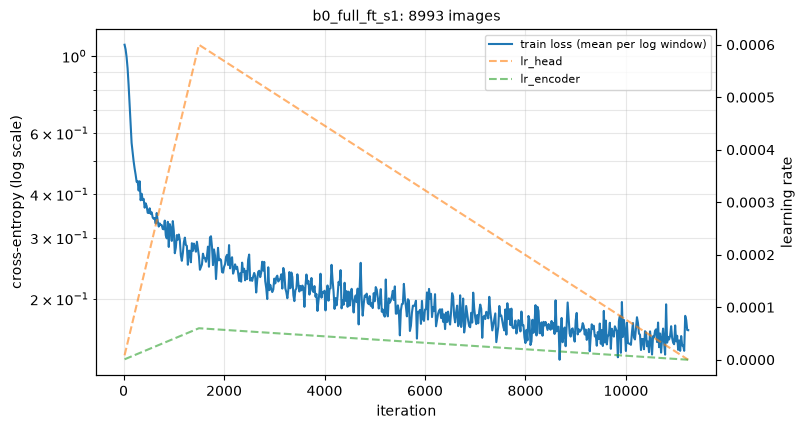 b0_full_ft_s1: 8993 images
train loss (mean per log window)
lr_head
lr_encoder
cross-entropy (log scale)
10⁰
6 × 10⁻¹
4 × 10⁻¹
3 × 10⁻¹
2 × 10⁻¹
0.0006
0.0005
0.0004
0.0003
0.0002
0.0001
0.0000
learning rate
0 2000 4000 6000 8000 10000
iteration